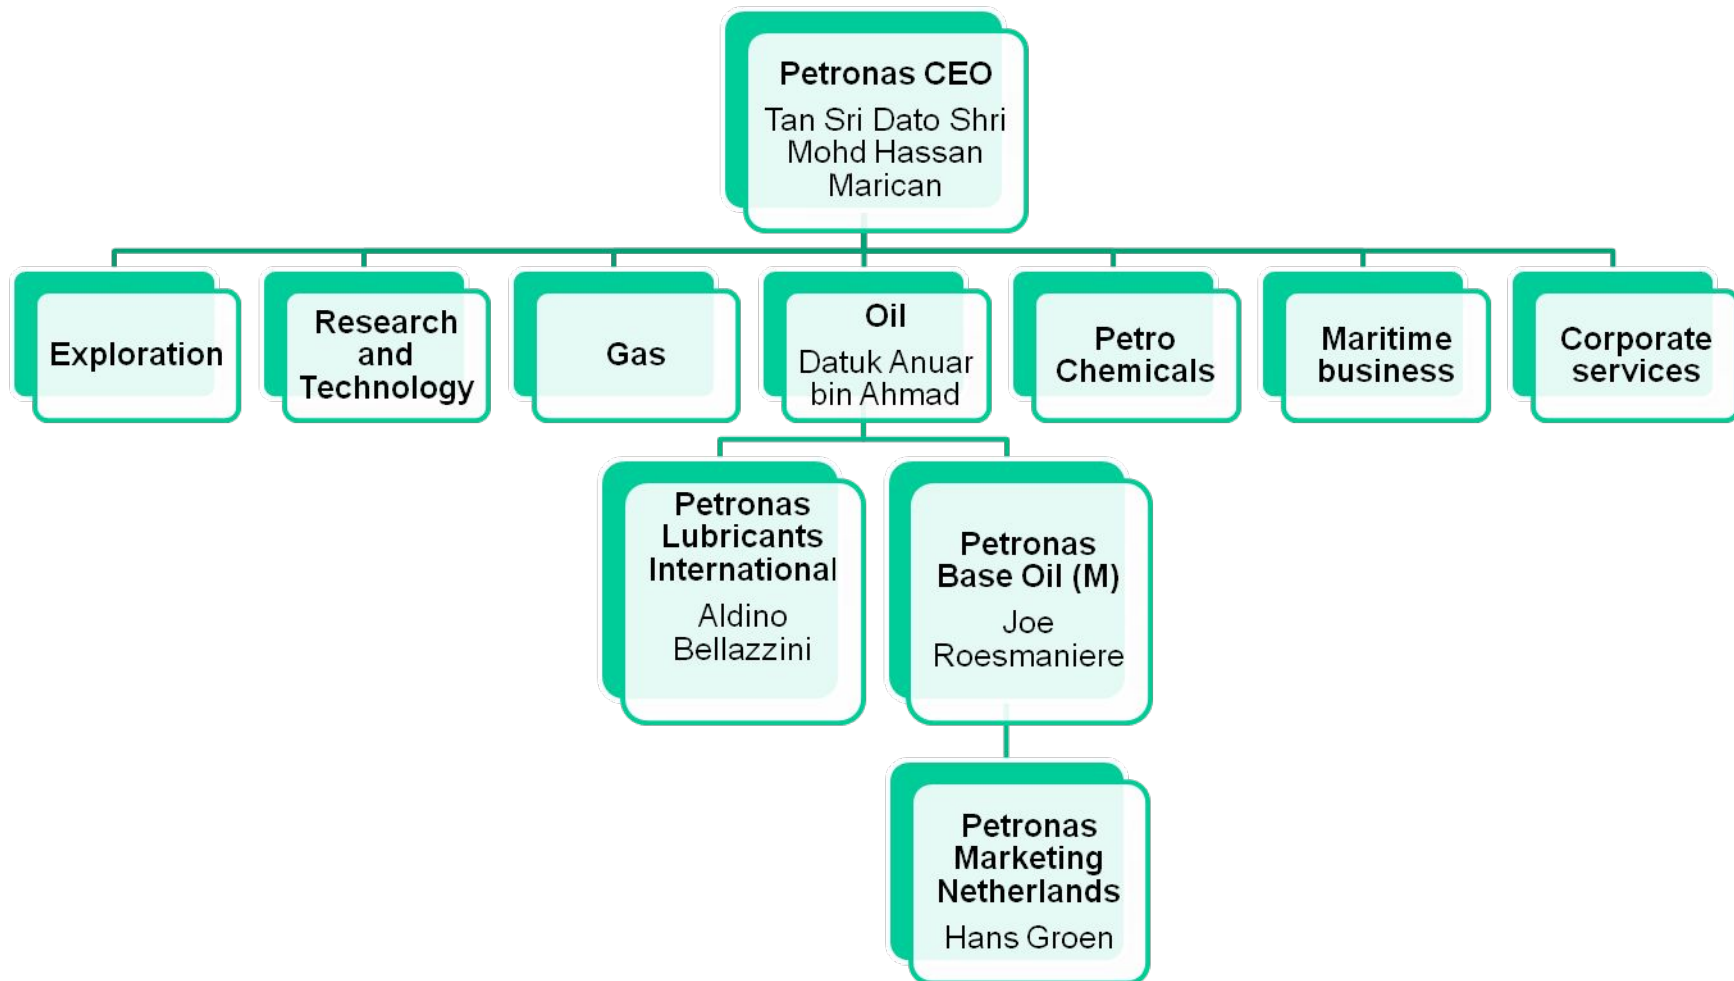 Petronas CEO
Tan Sri Dato Shri
Mohd Hassan
Marican
Exploration
Research
and
Technology
Gas
Oil
Datuk Anuar
bin Ahmad
Petro
Chemicals
Maritime
business
Corporate
services
Petronas
Lubricants
International
Aldino
Bellazzini
Petronas
Base Oil (M)
Joe
Roesmaniere
Petronas
Marketing
Netherlands
Hans Groen